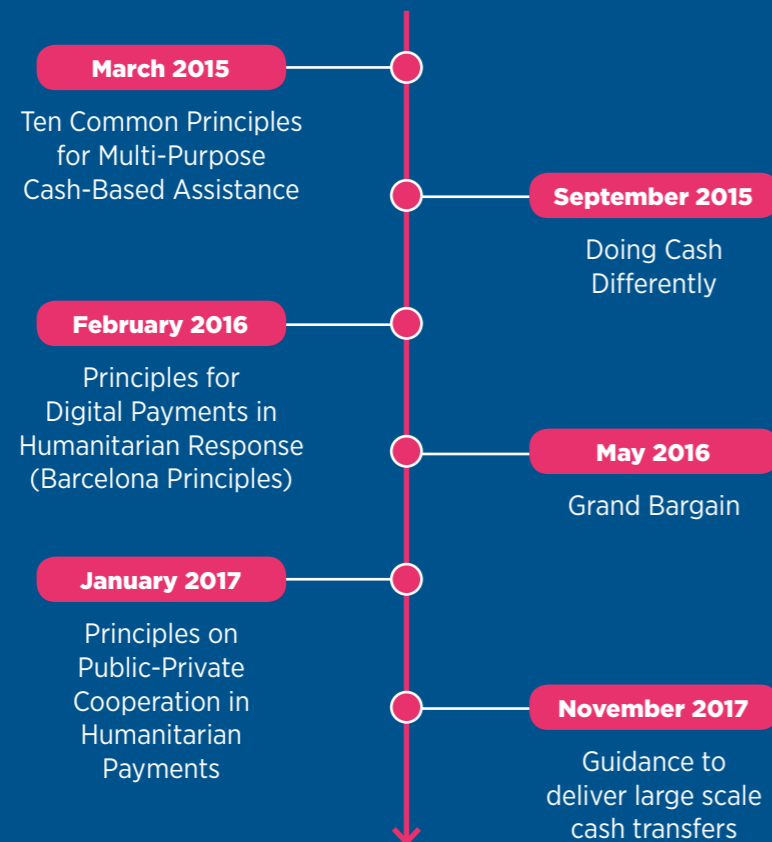 March 2015
Ten Common Principles
for Multi-Purpose
Cash-Based Assistance
September 2015
Doing Cash
Differently
February 2016
Principles for
Digital Payments in
Humanitarian Response
(Barcelona Principles)
May 2016
Grand Bargain
January 2017
Principles on
Public-Private
Cooperation in
Humanitarian
Payments
November 2017
Guidance to
deliver large scale
cash transfers